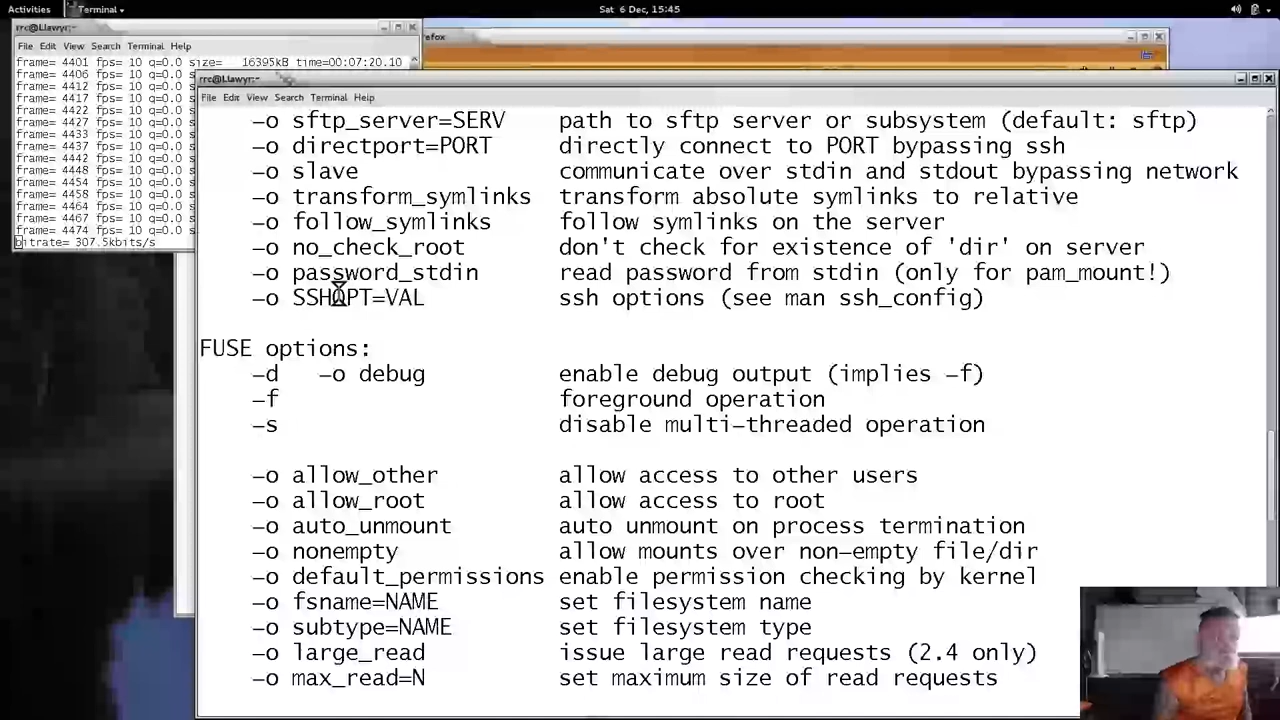 Activities
Terminal
Sat 6 Dec, 15:45
rrc@Llawyr:~
File Edit View Search Terminal Help
frame= 4401 fps= 10 q=0.0 size= 16395kB time=00:07:20.10
frame= 4406 fps= 10 q=0.0 s
frame= 4412 fps= 10 q=0.0 s
frame= 4417 fps= 10 q=0.0 s
frame= 4422 fps= 10 q=0.0 s
frame= 4427 fps= 10 q=0.0 s
frame= 4433 fps= 10 q=0.0 s
frame= 4437 fps= 10 q=0.0 s
frame= 4442 fps= 10 q=0.0 s
frame= 4448 fps= 10 q=0.0 s
frame= 4454 fps= 10 q=0.0 s
frame= 4458 fps= 10 q=0.0 s
frame= 4464 fps= 10 q=0.0 s
frame= 4467 fps= 10 q=0.0 s
frame= 4474 fps= 10 q=0.0 s
bitrate= 307.5kbits/s
refox
rrc@Llawyr:~
File Edit View Search Terminal Help
-o sftp_server=SERV path to sftp server or subsystem (default: sftp)
-o directport=PORT directly connect to PORT bypassing ssh
-o slave communicate over stdin and stdout bypassing network
-o transform_symlinks transform absolute symlinks to relative
-o follow_symlinks follow symlinks on the server
-o no_check_root don't check for existence of 'dir' on server
-o password_stdin read password from stdin (only for pam_mount!)
-o SSHOPT=VAL ssh options (see man ssh_config)
FUSE options:
-d -o debug enable debug output (implies -f)
-f foreground operation
-s disable multi-threaded operation
-o allow_other allow access to other users
-o allow_root allow access to root
-o auto_unmount auto unmount on process termination
-o nonempty allow mounts over non-empty file/dir
-o default_permissions enable permission checking by kernel
-o fsname=NAME set filesystem name
-o subtype=NAME set filesystem type
-o large_read issue large read requests (2.4 only)
-o max_read=N set maximum size of read requests